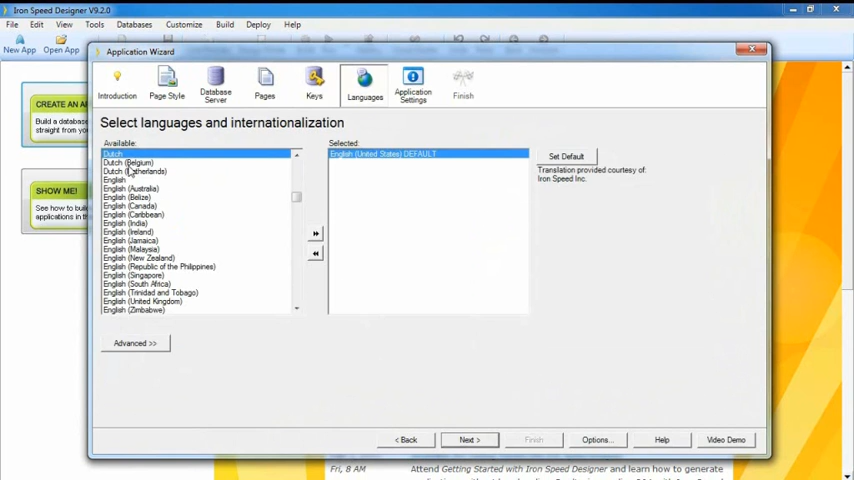 Iron Speed Designer V9.2.0
File Edit View Tools Databases Customize Build Deploy Help
New App Open App
Application Wizard
Introduction Page Style Database Server Pages Keys Languages Application Settings Finish
CREATE AN AP
Build a databas
straight from yo
SHOW ME!
See how to buil
applications in t
Select languages and internationalization
Available:
Dutch
Dutch (Belgium)
Dutch (Netherlands)
English
English (Australia)
English (Belize)
English (Canada)
English (Caribbean)
English (India)
English (Ireland)
English (Jamaica)
English (Malaysia)
English (New Zealand)
English (Republic of the Philippines)
English (Singapore)
English (South Africa)
English (Trinidad and Tobago)
English (United Kingdom)
English (Zimbabwe)
Selected:
English (United States) DEFAULT
Set Default
Translation provided courtesy of:
Iron Speed Inc.
Advanced >>
< Back Next > Finish Options... Help Video Demo
Fri, 8 AM Attend Getting Started with Iron Speed Designer and learn how to generate